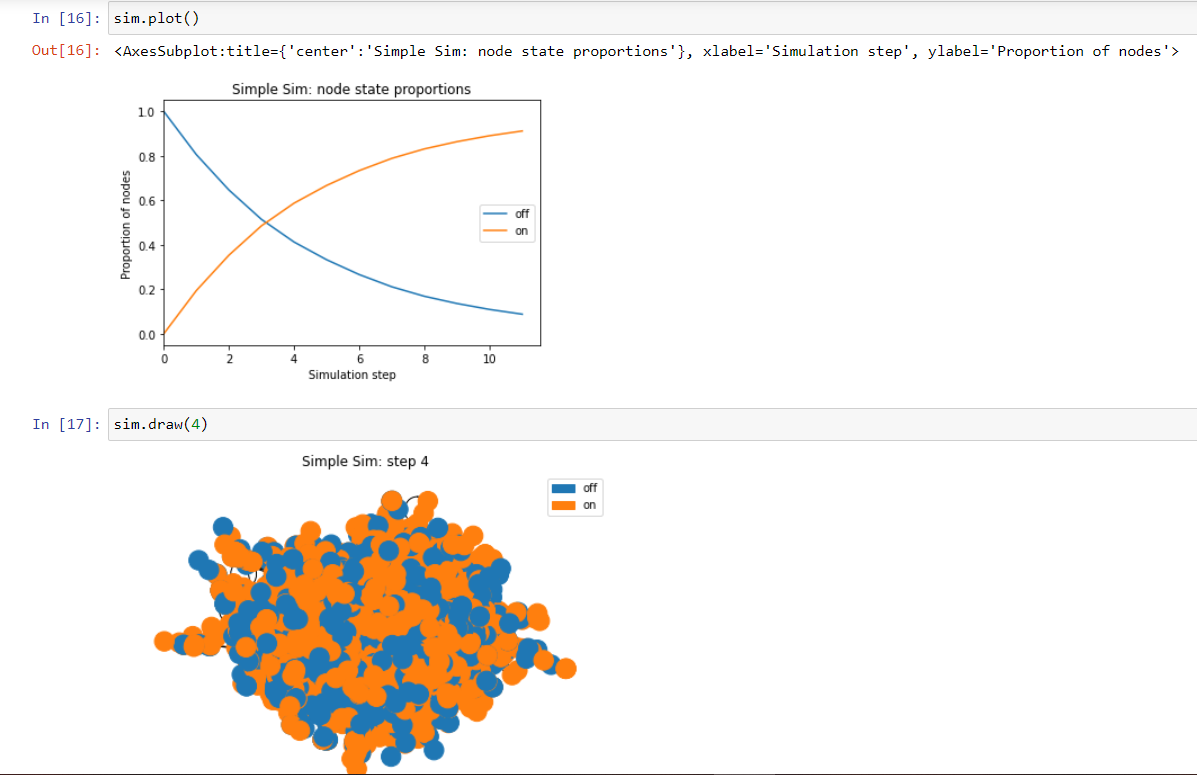 In [16]: sim.plot()
Out[16]: <AxesSubplot:title={'center':'Simple Sim: node state proportions'}, xlabel='Simulation step', ylabel='Proportion of nodes'>
Simple Sim: node state proportions
Proportion of nodes
1.0
0.8
0.6
0.4
0.2
0.0
off
on
0 2 4 6 8 10
Simulation step
In [17]: sim.draw(4)
Simple Sim: step 4
off
on